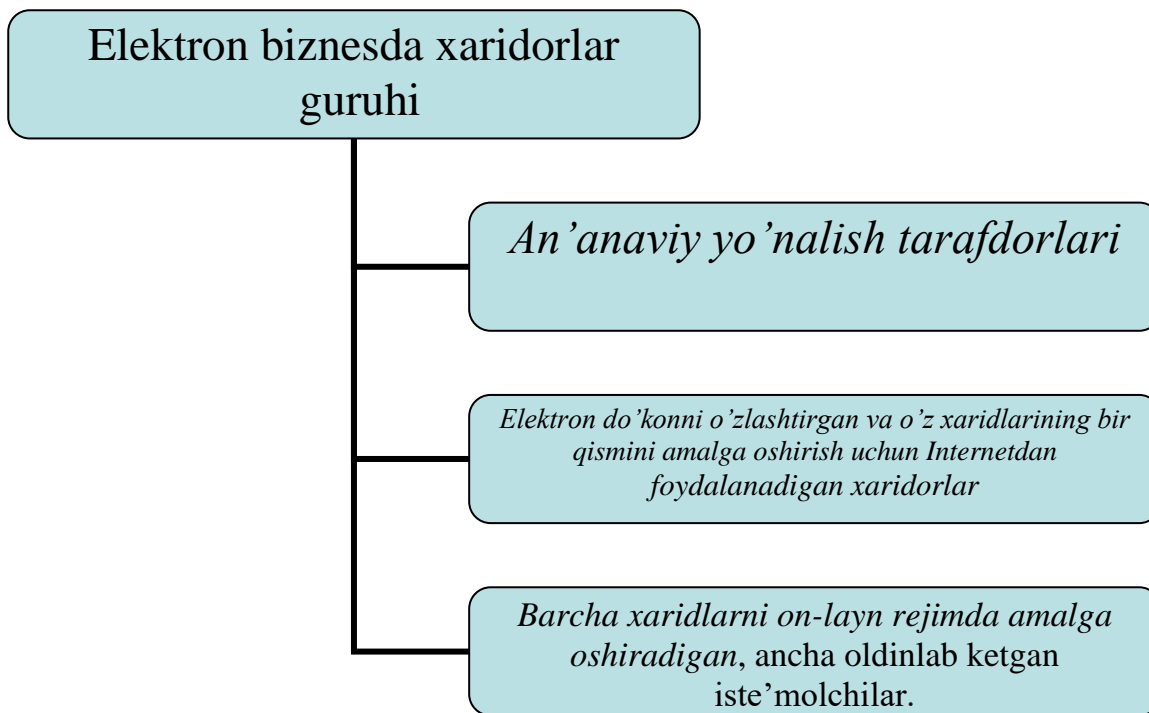 Elektron biznesda xaridorlar
guruhi
An’anaviy yo’nalish tarafdorlari
Elektron do’konni o’zlashtirgan va o’z xaridlarining bir
qismini amalga oshirish uchun Internetdan
foydalanadigan xaridorlar
Barcha xaridlarni on-layn rejimda amalga
oshiradigan, ancha oldinlab ketgan
iste’molchilar.